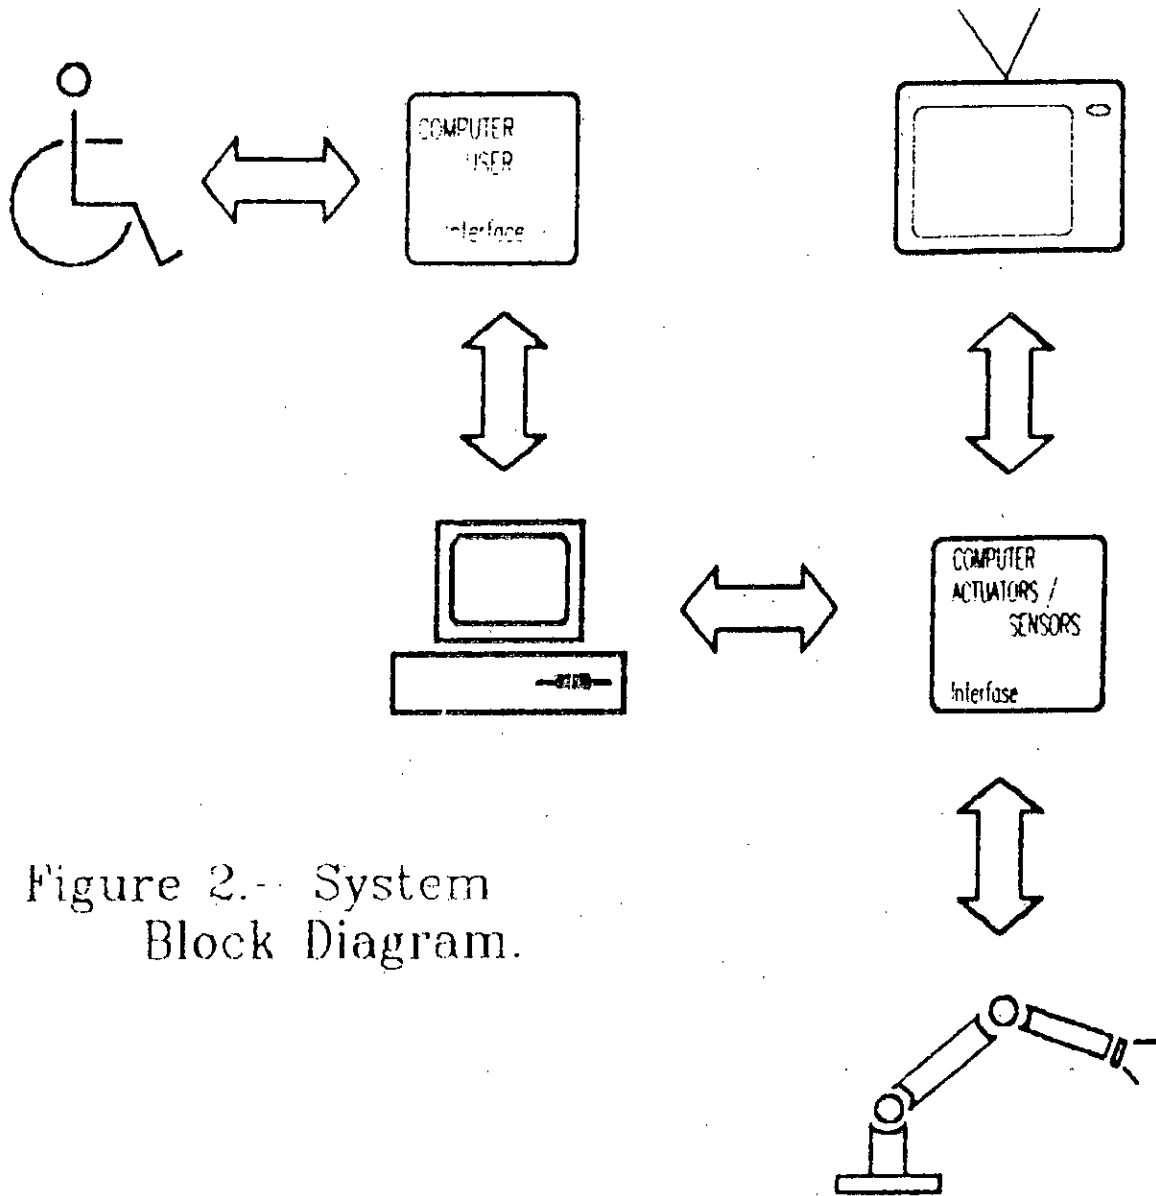 COMPUTER
USER
Interface
COMPUTER
ACTUATORS /
SENSORS
Interfase
Figure 2.- System
Block Diagram.